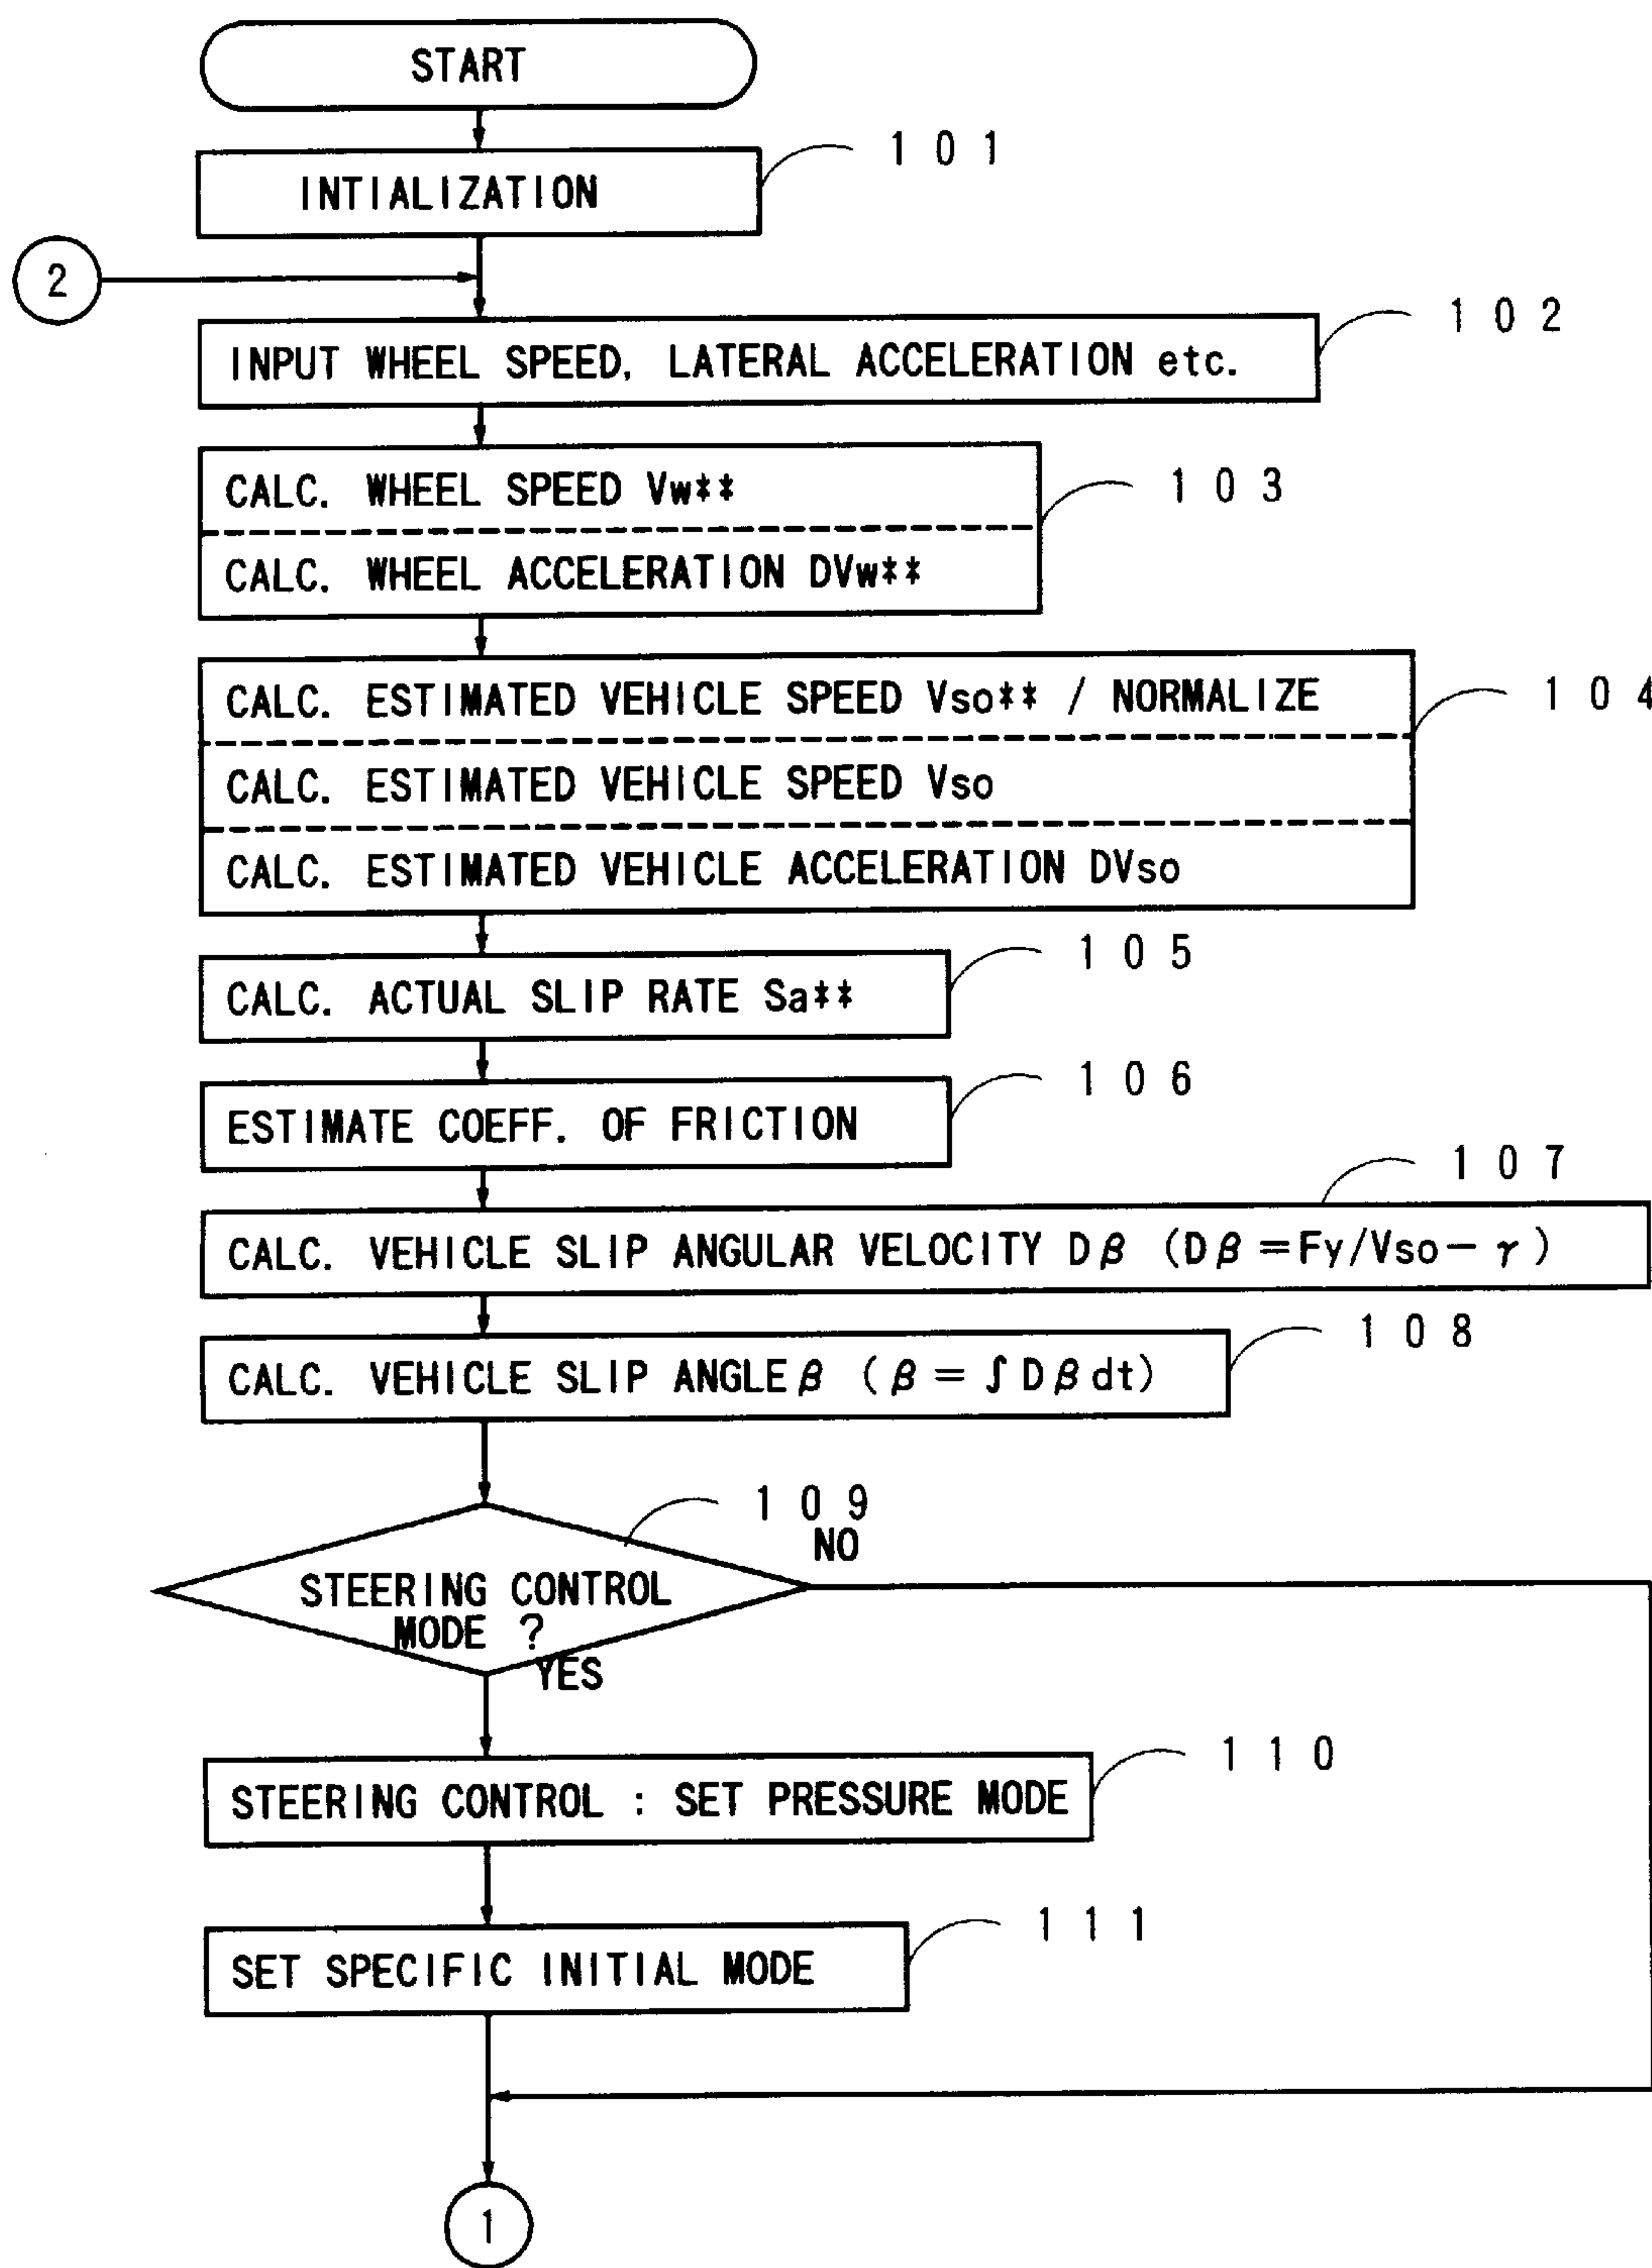 START
101
INTIALIZATION
2
102
INPUT WHEEL SPEED, LATERAL ACCELERATION etc.
103
CALC. WHEEL SPEED Vw**
CALC. WHEEL ACCELERATION DVw**
104
CALC. ESTIMATED VEHICLE SPEED Vso** / NORMALIZE
CALC. ESTIMATED VEHICLE SPEED Vso
CALC. ESTIMATED VEHICLE ACCELERATION DVso
105
CALC. ACTUAL SLIP RATE Sa**
106
ESTIMATE COEFF. OF FRICTION
107
CALC. VEHICLE SLIP ANGULAR VELOCITY Dβ (Dβ=Fy/Vso-γ)
108
CALC. VEHICLE SLIP ANGLE β (β=∫Dβdt)
109
NO
STEERING CONTROL
MODE ?
YES
110
STEERING CONTROL : SET PRESSURE MODE
111
SET SPECIFIC INITIAL MODE
1